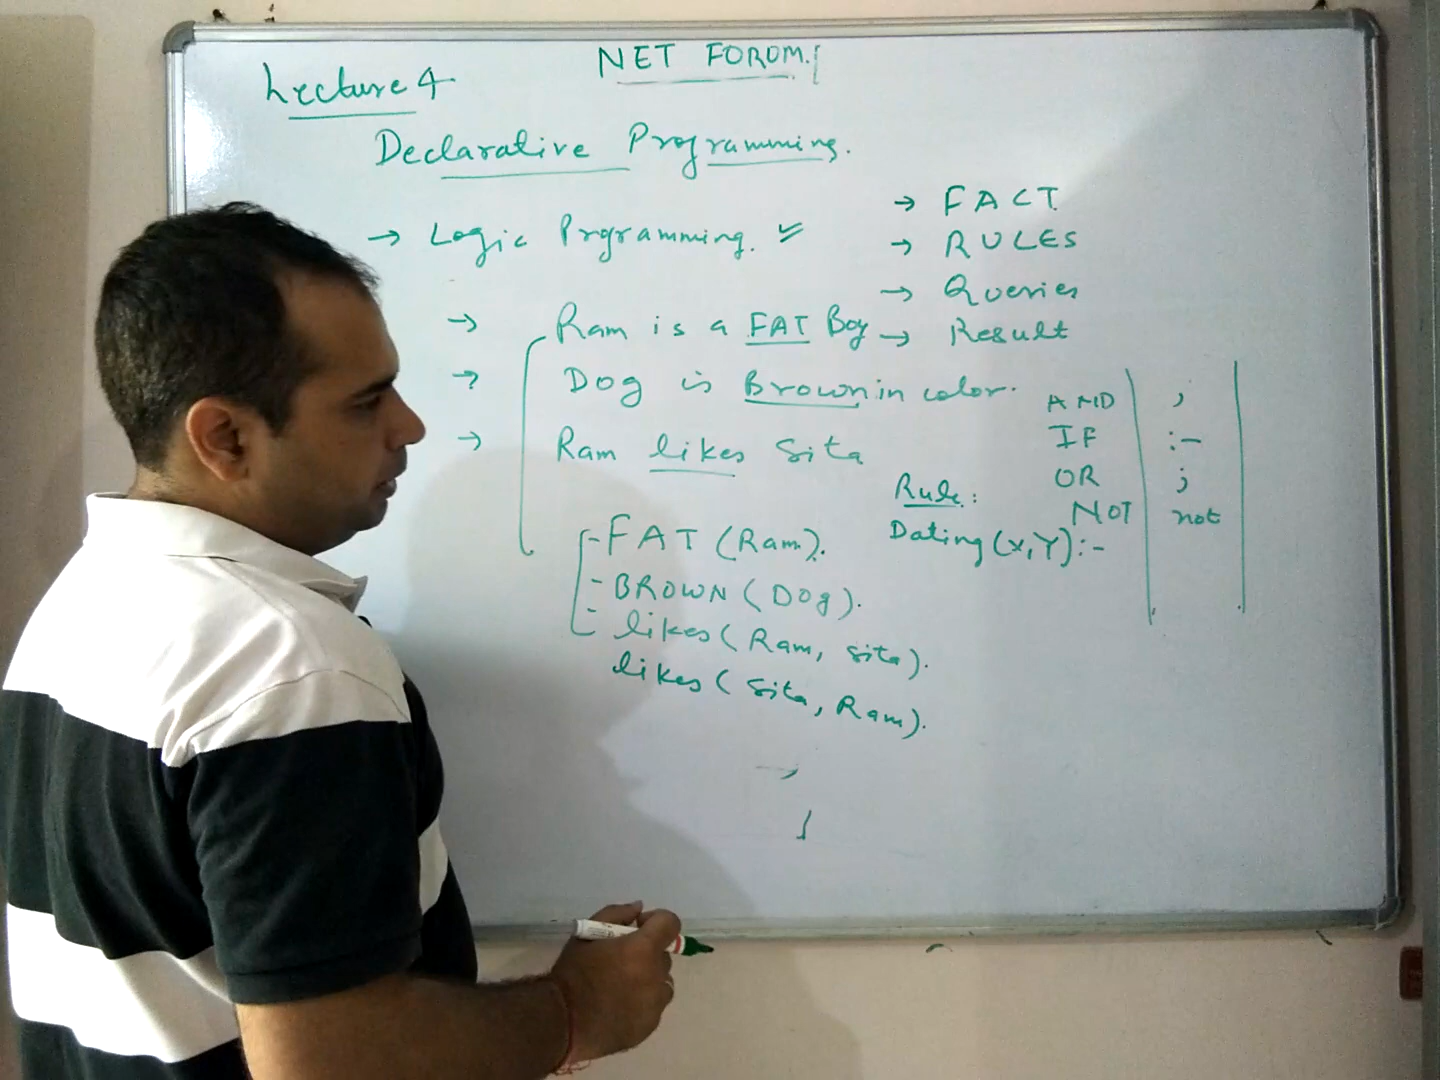 NET FOROM.
Lecture 4
Declarative Programming.
→ Logic Prgramming.
→ FACT
→ RULES
→ Queries
→ Result
→ Ram is a FAT Boy
→ Dog is Brown in color.
→ Ram likes Sita
AND ,
IF :-
OR ;
NOT not
Rule:
Dating (X,Y) :-
- FAT (Ram).
- BROWN (Dog).
- likes (Ram, sita).
likes (Sita, Ram).